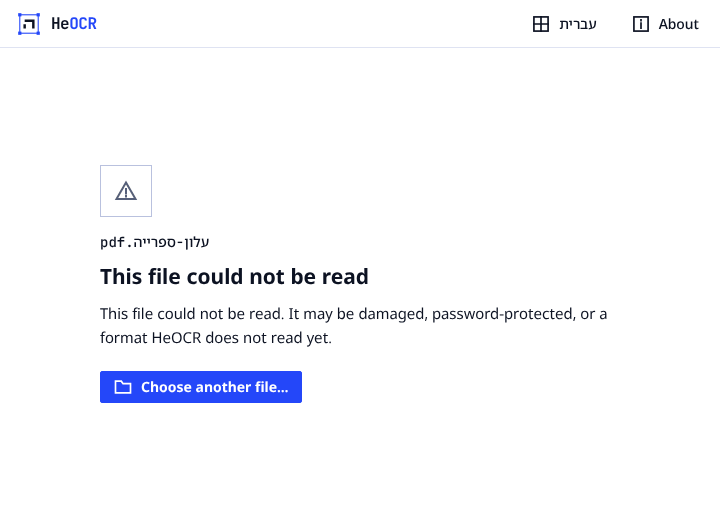 HeOCR
עברית
About
עלון-ספרייה.pdf
This file could not be read
This file could not be read. It may be damaged, password-protected, or a
format HeOCR does not read yet.
Choose another file…